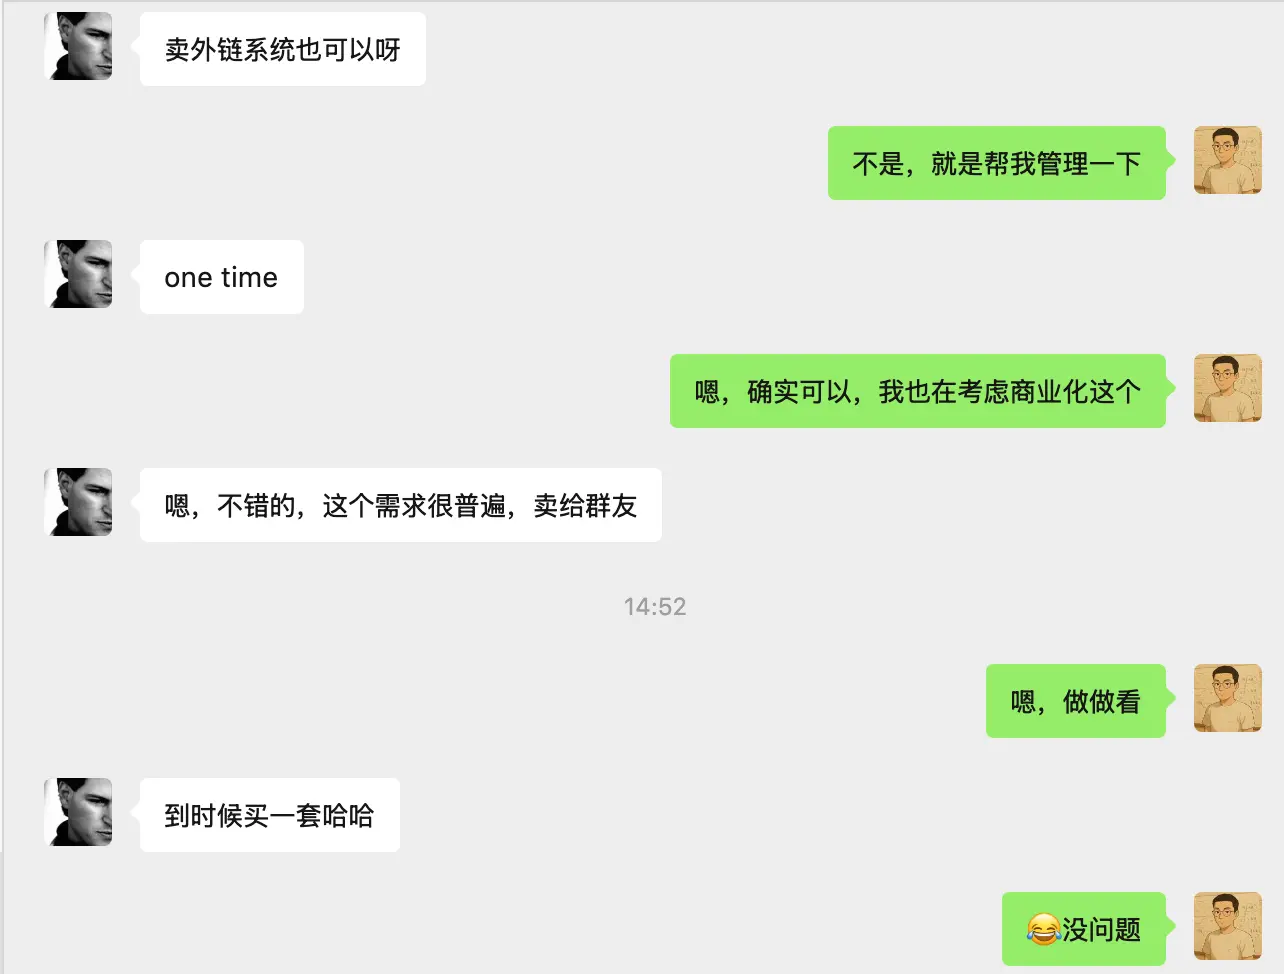 卖外链系统也可以呀
不是，就是帮我管理一下
one time
嗯，确实可以，我也在考虑商业化这个
嗯，不错的，这个需求很普遍，卖给群友
14:52
嗯，做做看
到时候买一套哈哈
😂没问题